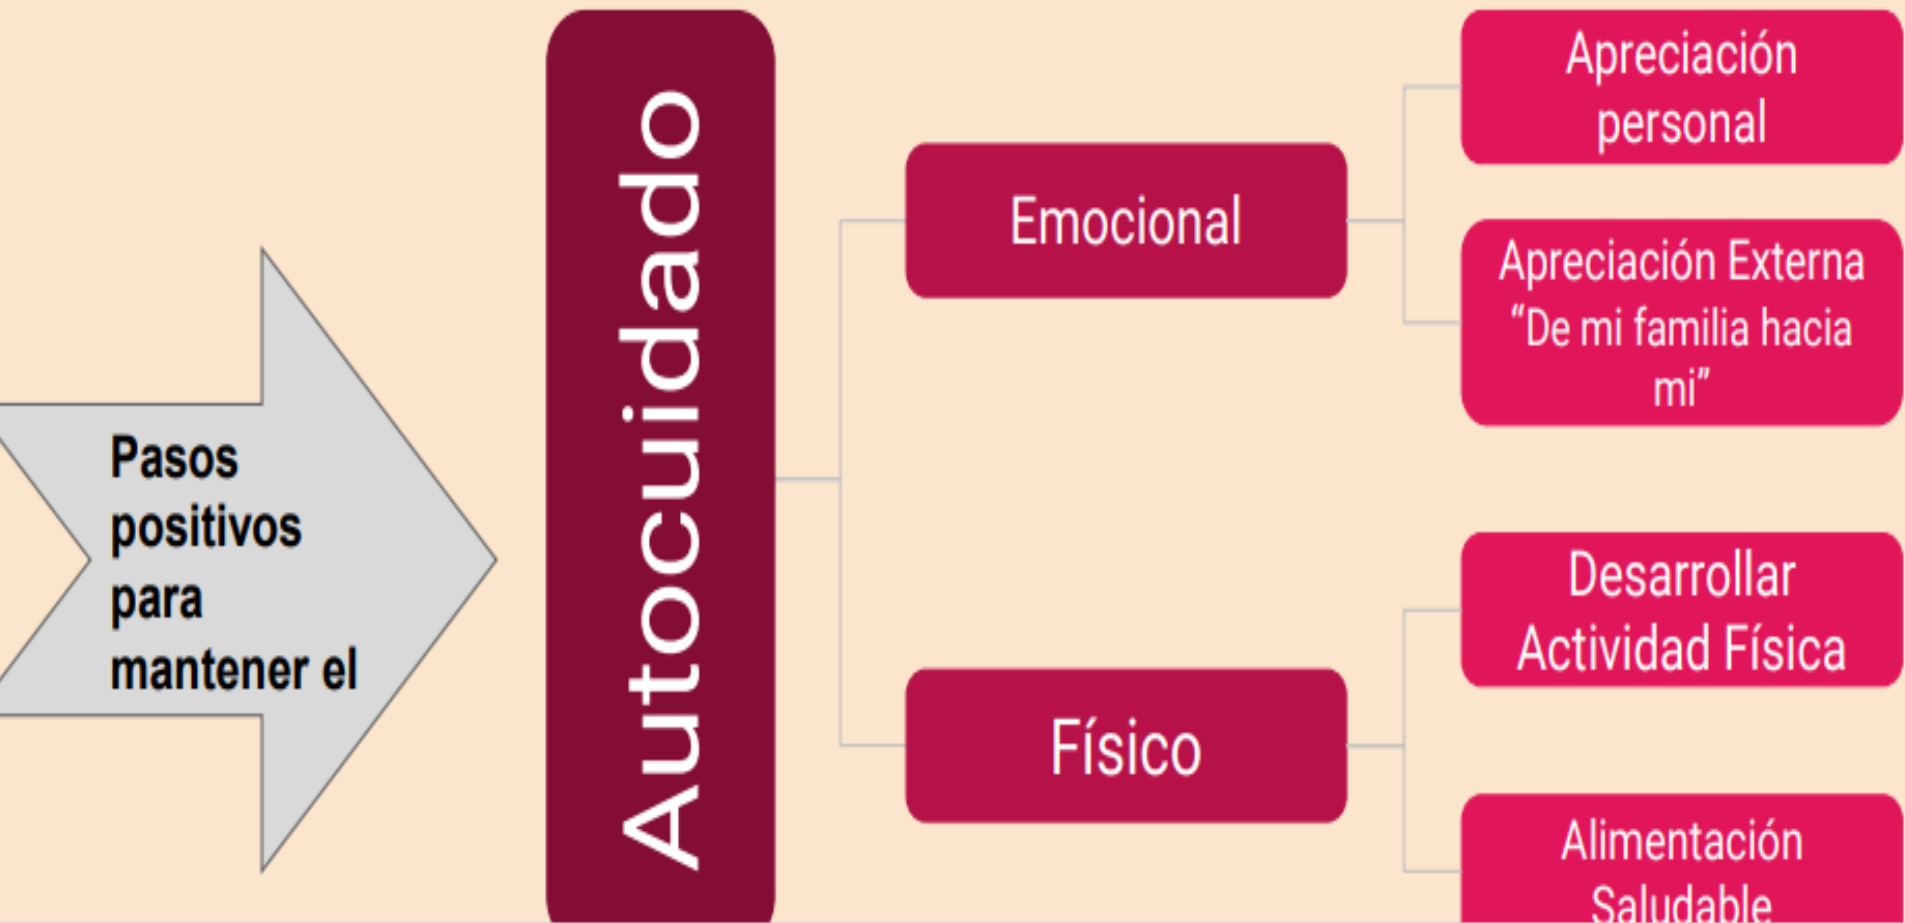 Pasos
positivos
para
mantener el
Autocuidado
Emocional
Apreciación
personal
Apreciación Externa
“De mi familia hacia
mi”
Físico
Desarrollar
Actividad Física
Alimentación
Saludable